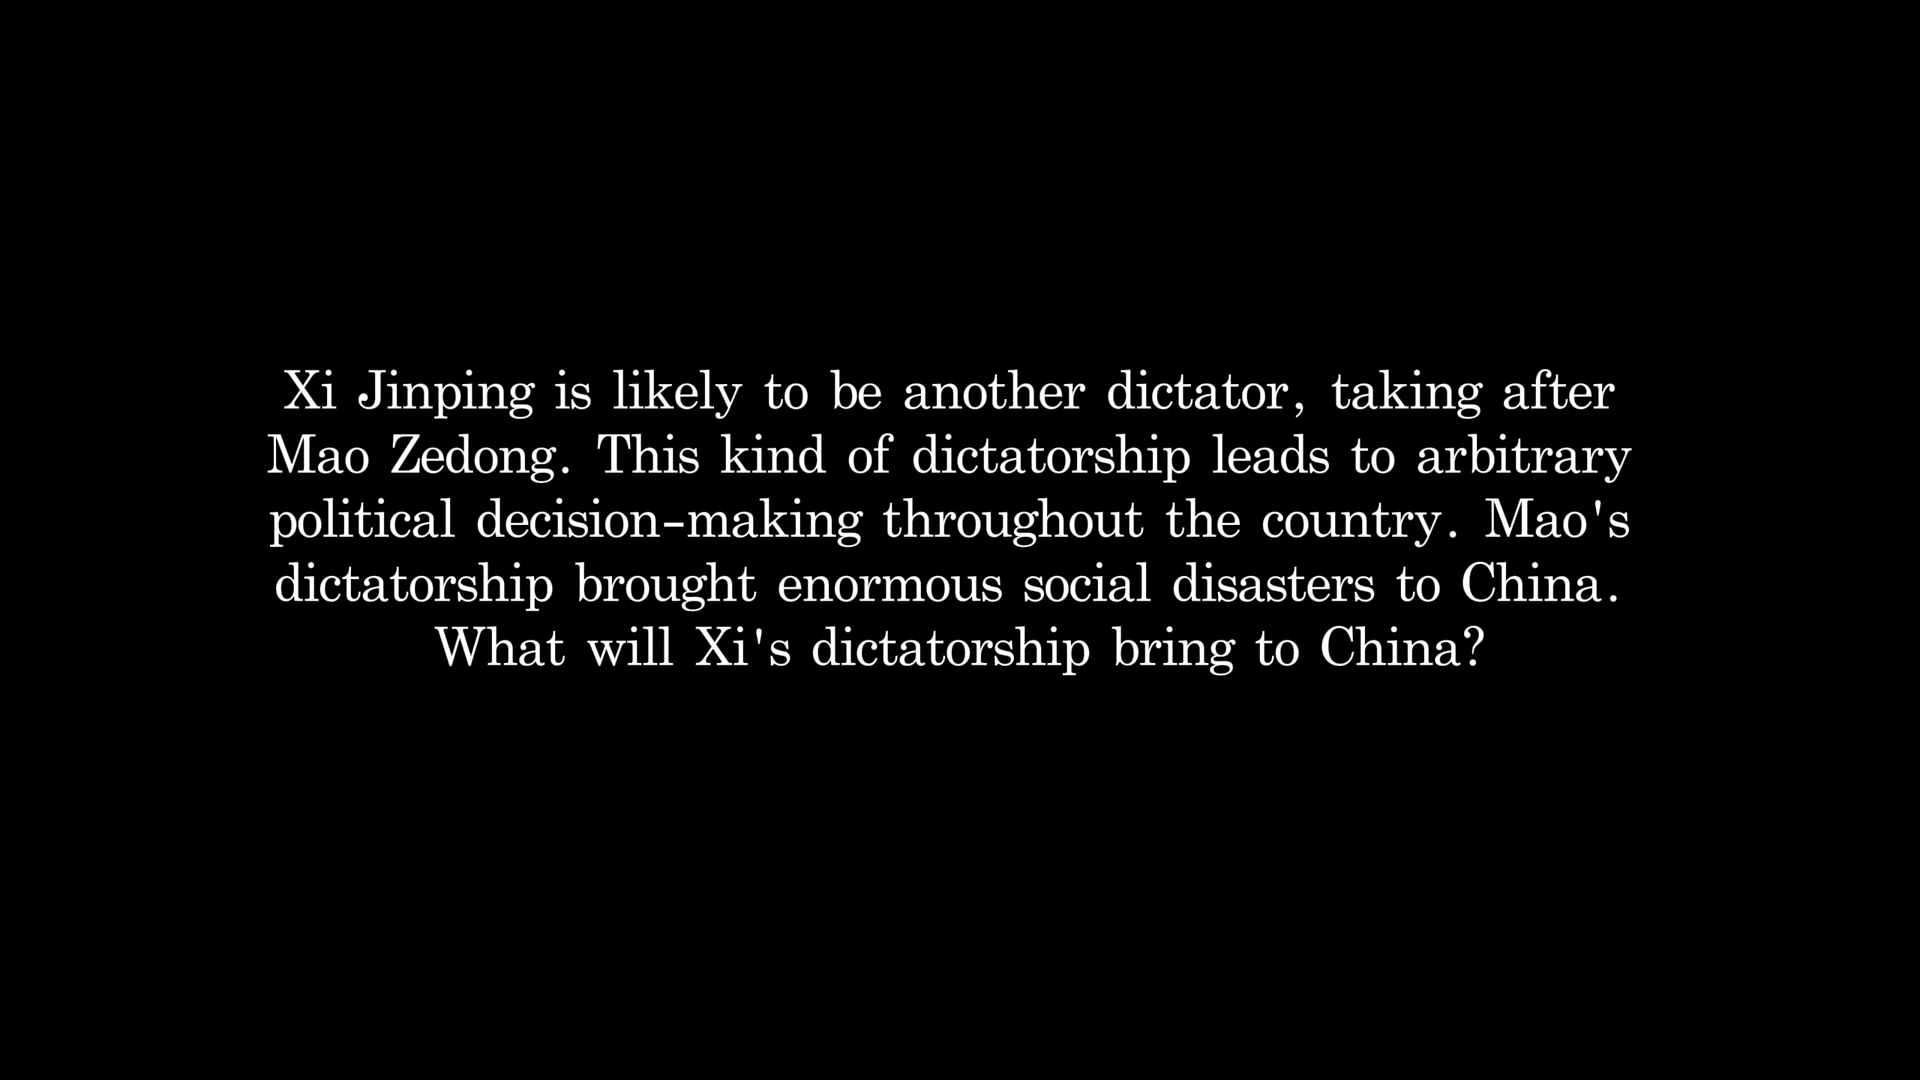 Xi Jinping is likely to be another dictator, taking after
Mao Zedong. This kind of dictatorship leads to arbitrary
political decision-making throughout the country. Mao's
dictatorship brought enormous social disasters to China.
What will Xi's dictatorship bring to China?